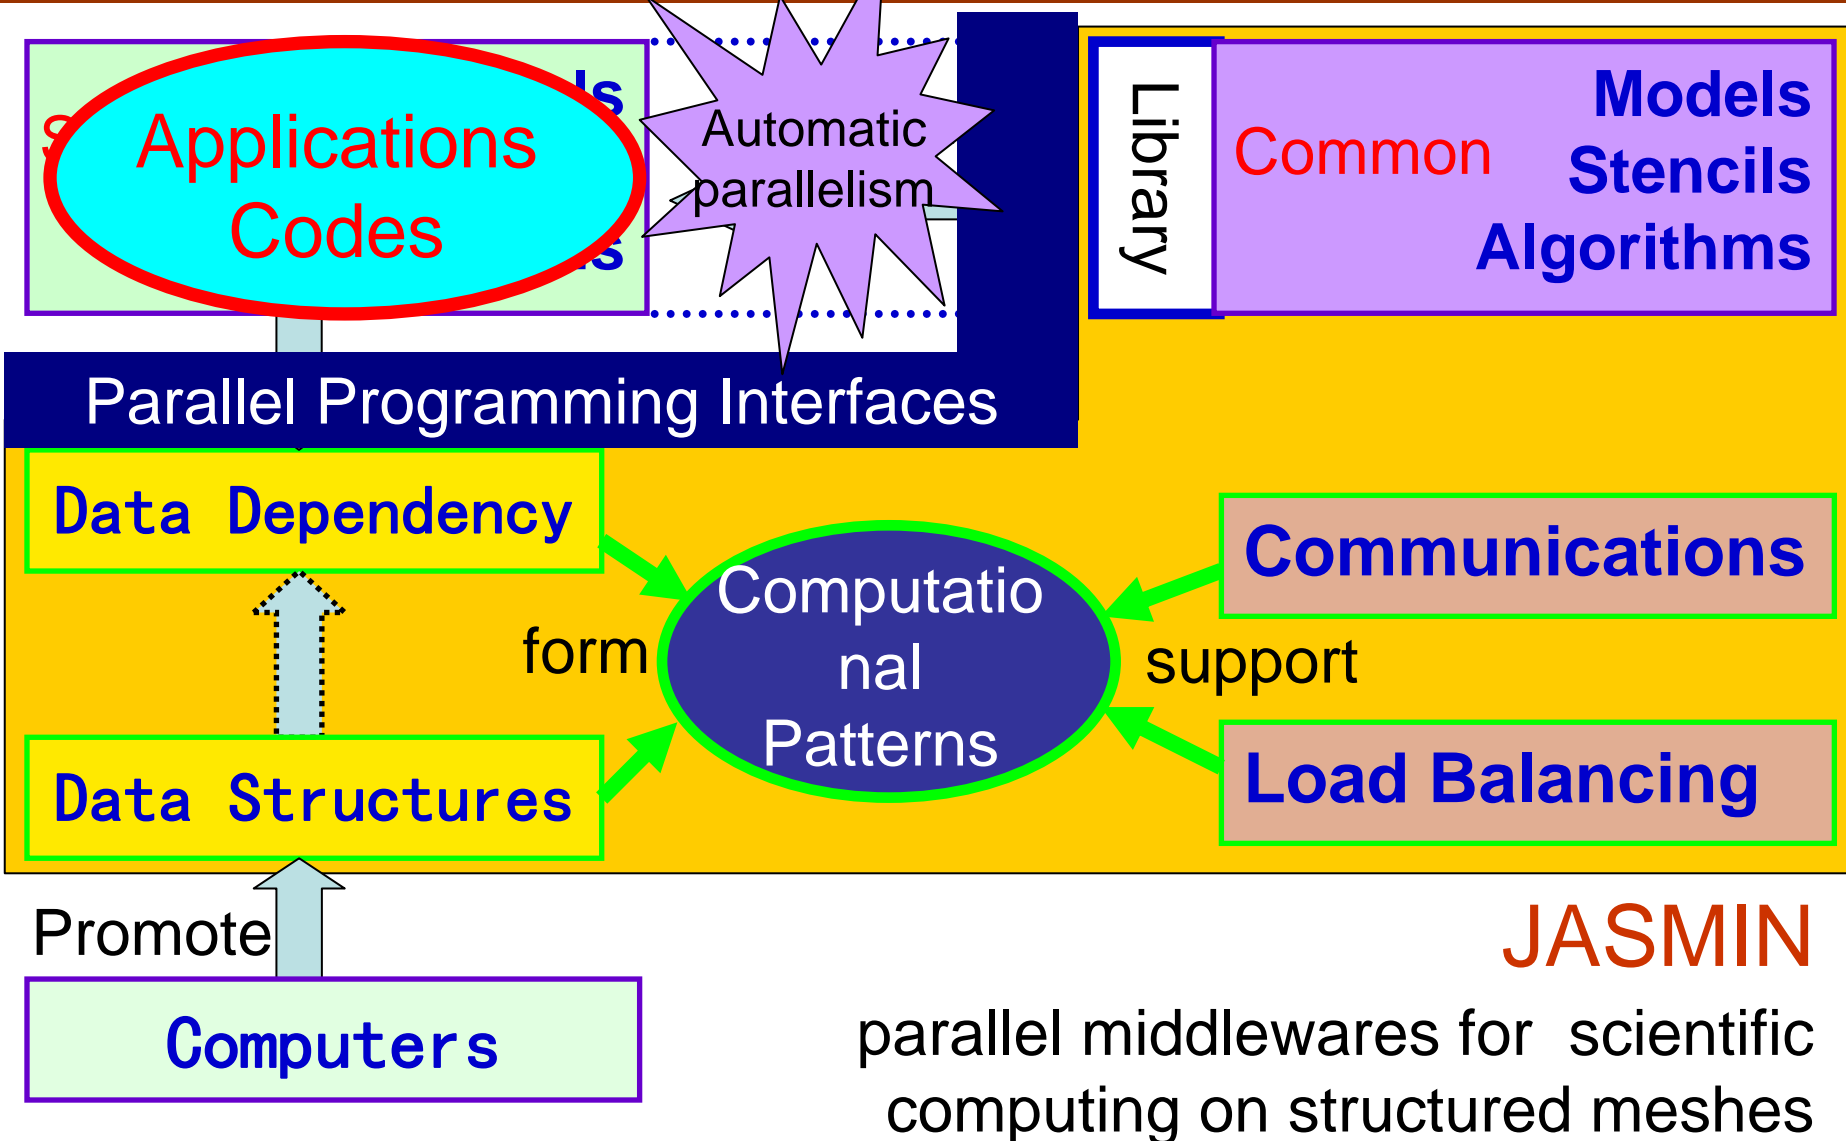 Applications
Codes
Automatic
parallelism
Library
Common
Models
Stencils
Algorithms
Parallel Programming Interfaces
Data Dependency
Computatio
nal
Patterns
form
Communications
support
Data Structures
Load Balancing
Promote
Computers
JASMIN
parallel middlewares for scientific
computing on structured meshes